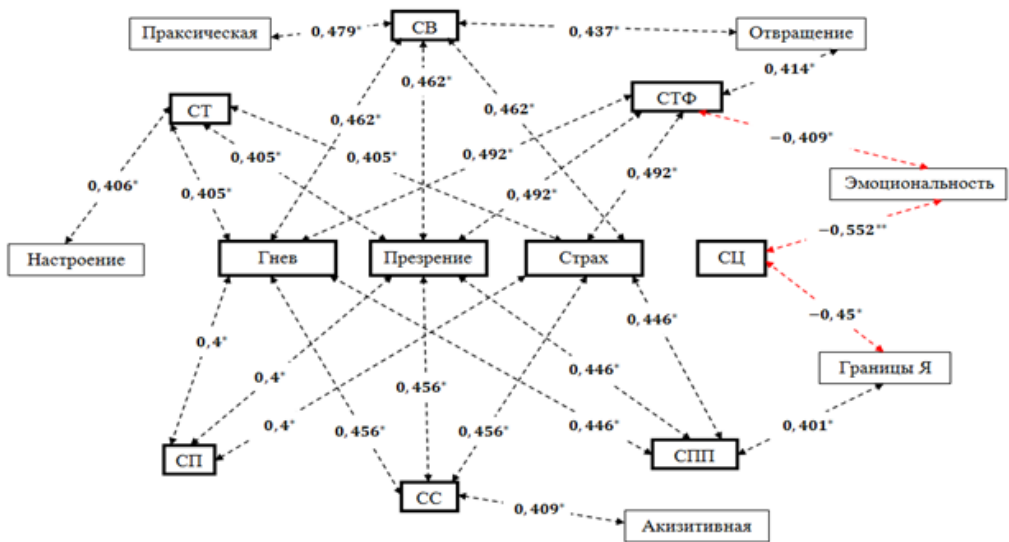 Праксическая
0,479*
СВ
0,437*
Отвращение
0,462*
0,414*
СТ
СТФ
0,462*
0,462*
−0,409*
0,405*
0,405*
0,492*
0,492*
0,492*
0,406*
0,405*
Эмоциональность
−0,552**
Настроение
Гнев
Презрение
Страх
СЦ
−0,45*
0,446*
0,4*
0,4*
0,456*
0,446*
Границы Я
0,4*
0,456*
0,456*
0,446*
0,401*
СП
СПП
СС
0,409*
Акизитивная